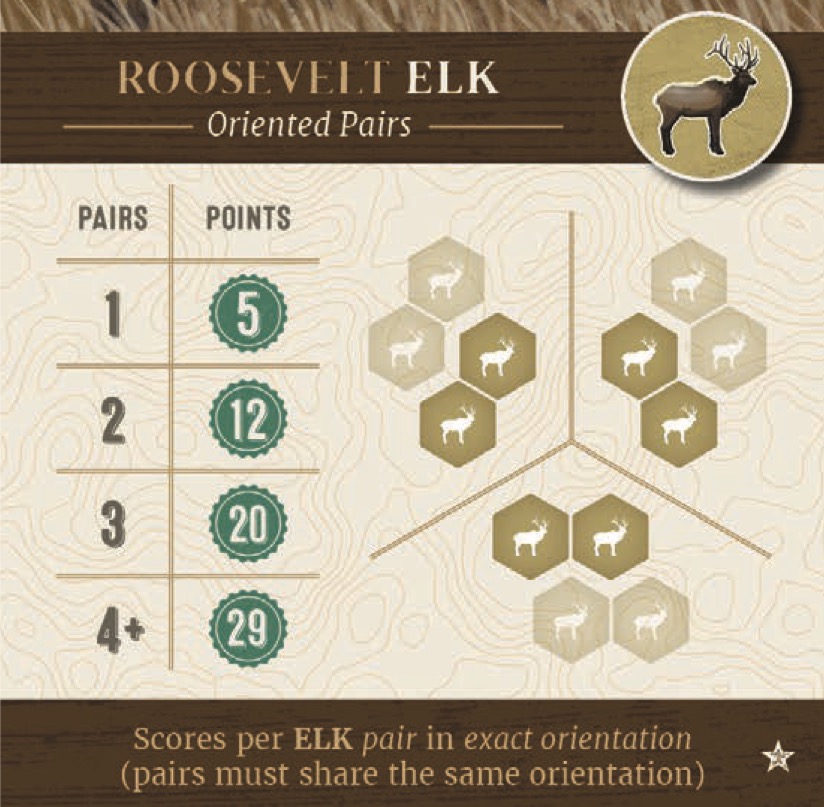 ROOSEVELT ELK
Oriented Pairs
PAIRS POINTS
1 5
2 12
3 20
4+ 29
Scores per ELK pair in exact orientation
(pairs must share the same orientation)